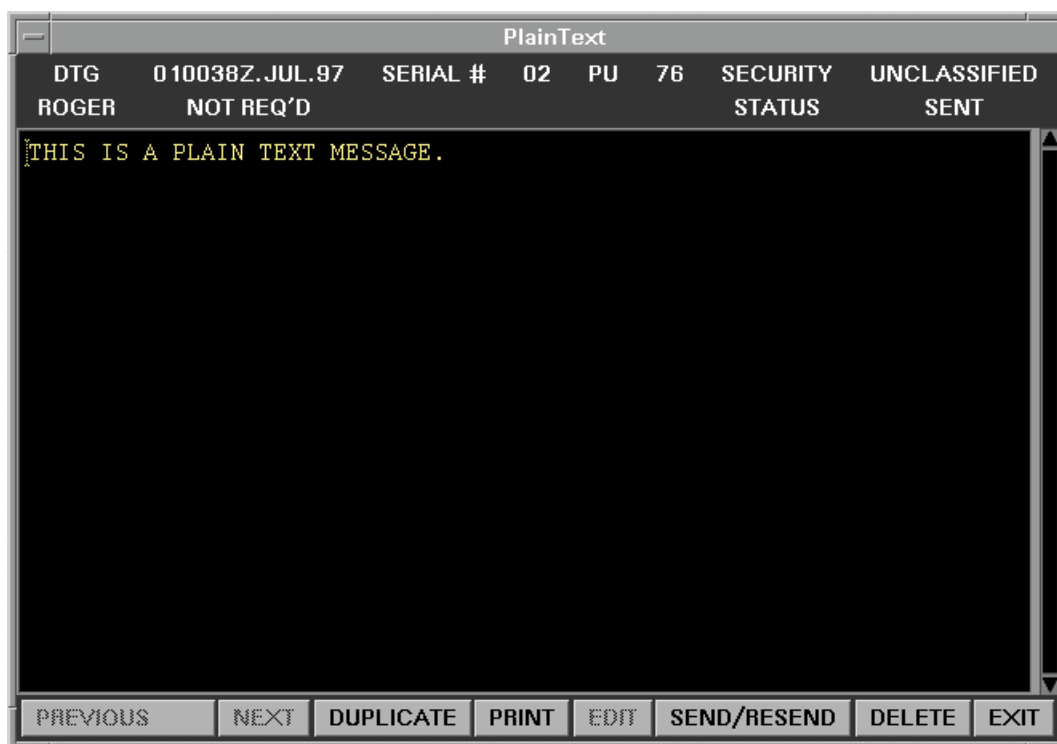 PlainText
DTG 010038Z.JUL.97 SERIAL # 02 PU 76 SECURITY UNCLASSIFIED
ROGER NOT REQ'D STATUS SENT
THIS IS A PLAIN TEXT MESSAGE.
PREVIOUS NEXT DUPLICATE PRINT EDIT SEND/RESEND DELETE EXIT